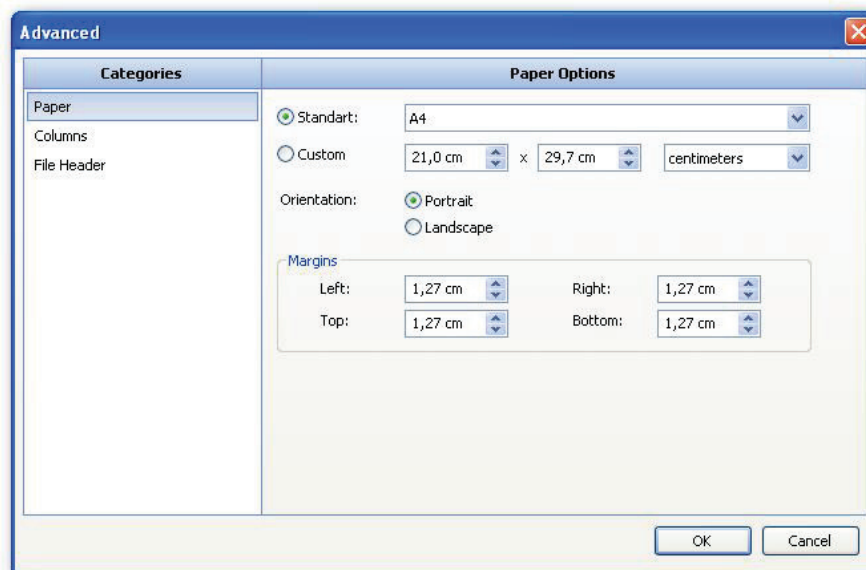 Advanced
Categories
Paper Options
Paper
Columns
File Header
Standart: A4
Custom 21,0 cm x 29,7 cm centimeters
Orientation: Portrait
Landscape
Margins
Left: 1,27 cm Right: 1,27 cm
Top: 1,27 cm Bottom: 1,27 cm
OK Cancel